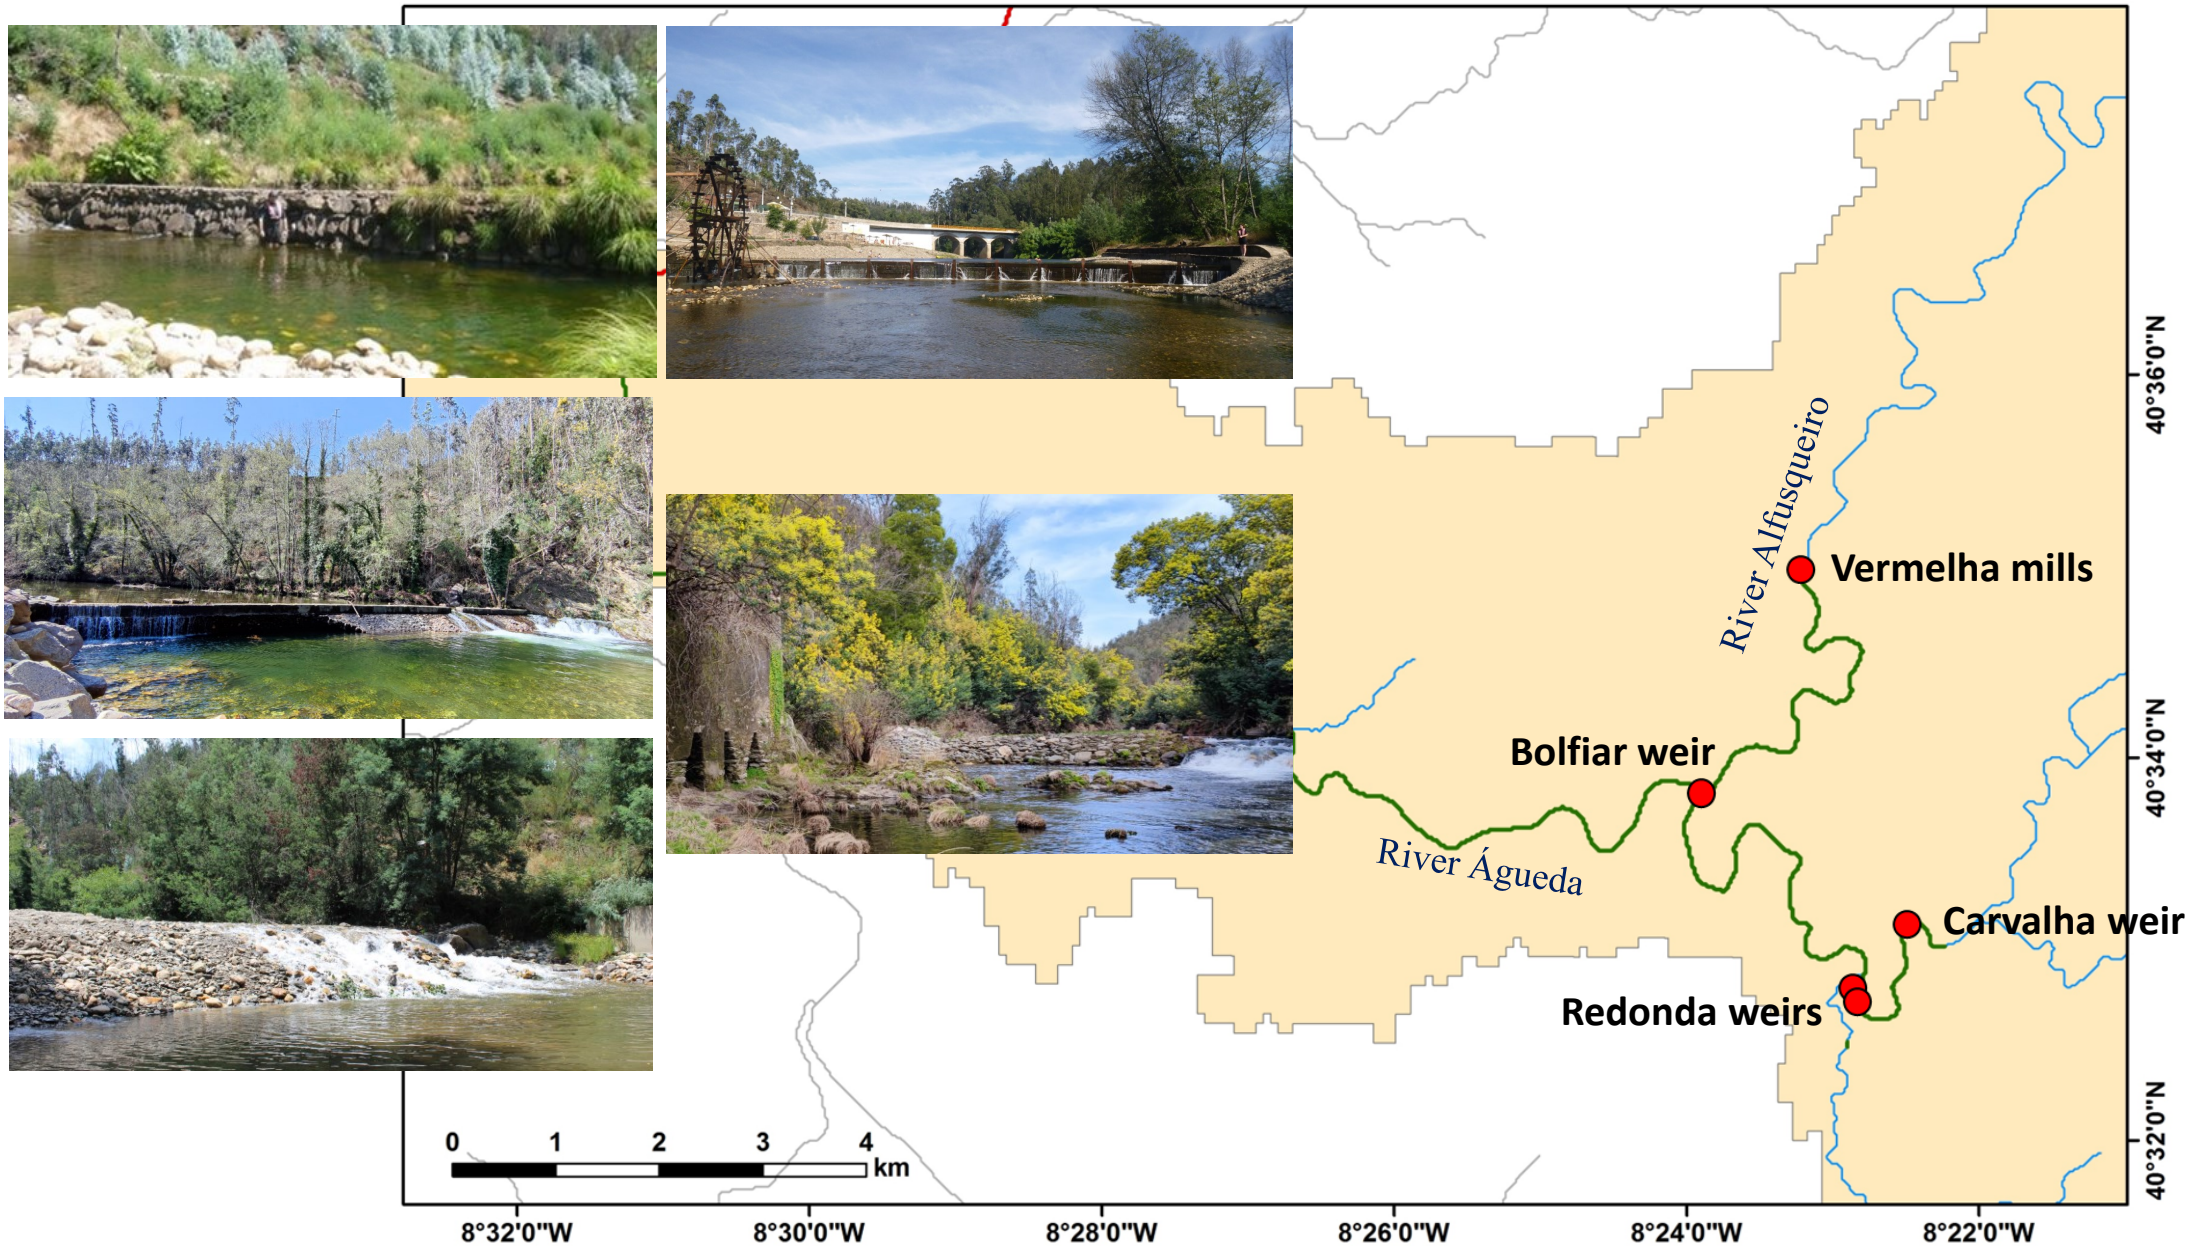 40°36'0"N
River Alfusqueiro
Vermelha mills
Bolfiar weir
40°34'0"N
River Águeda
Carvalha weir
Redonda weirs
0 1 2 3 4
km
40°32'0"N
8°32'0"W 8°30'0"W 8°28'0"W 8°26'0"W 8°24'0"W 8°22'0"W